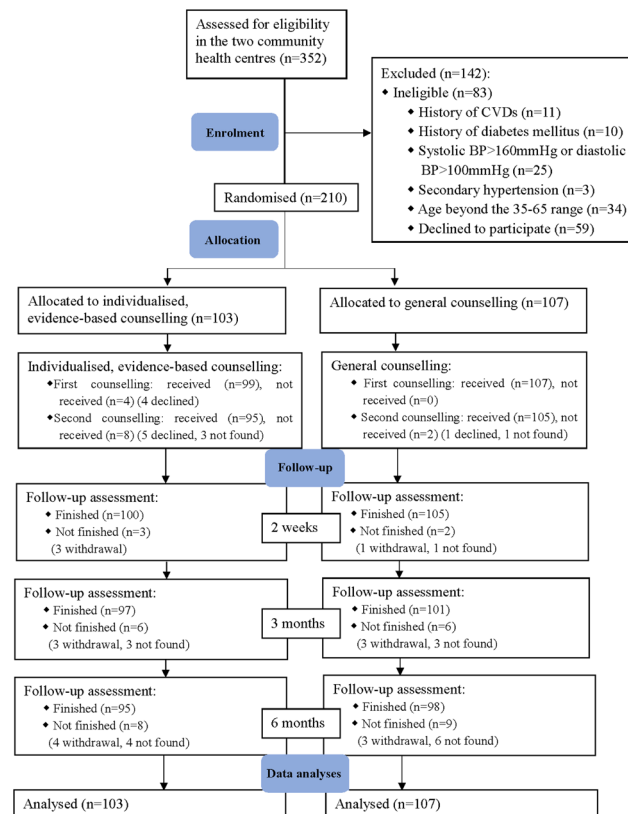 Assessed for eligibility
in the two community
health centres (n=352)
Excluded (n=142):
◆ Ineligible (n=83)
◆ History of CVDs (n=11)
◆ History of diabetes mellitus (n=10)
◆ Systolic BP>160mmHg or diastolic
BP>100mmHg (n=25)
◆ Secondary hypertension (n=3)
◆ Age beyond the 35-65 range (n=34)
◆ Declined to participate (n=59)
Enrolment
Randomised (n=210)
Allocation
Allocated to individualised,
evidence-based counselling (n=103)
Allocated to general counselling (n=107)
Individualised, evidence-based counselling:
◆First counselling: received (n=99), not
received (n=4) (4 declined)
◆Second counselling: received (n=95), not
received (n=8) (5 declined, 3 not found)
General counselling:
◆ First counselling: received (n=107), not
received (n=0)
◆ Second counselling: received (n=105), not
received (n=2) (1 declined, 1 not found)
Follow-up
Follow-up assessment:
◆ Finished (n=100)
◆ Not finished (n=3)
(3 withdrawal)
2 weeks
Follow-up assessment:
◆ Finished (n=105)
◆ Not finished (n=2)
(1 withdrawal, 1 not found)
Follow-up assessment:
◆ Finished (n=97)
◆ Not finished (n=6)
(3 withdrawal, 3 not found)
3 months
Follow-up assessment:
◆ Finished (n=101)
◆ Not finished (n=6)
(3 withdrawal, 3 not found)
Follow-up assessment:
◆ Finished (n=95)
◆ Not finished (n=8)
(4 withdrawal, 4 not found)
6 months
Follow-up assessment:
◆ Finished (n=98)
◆ Not finished (n=9)
(3 withdrawal, 6 not found)
Data analyses
Analysed (n=103)
Analysed (n=107)